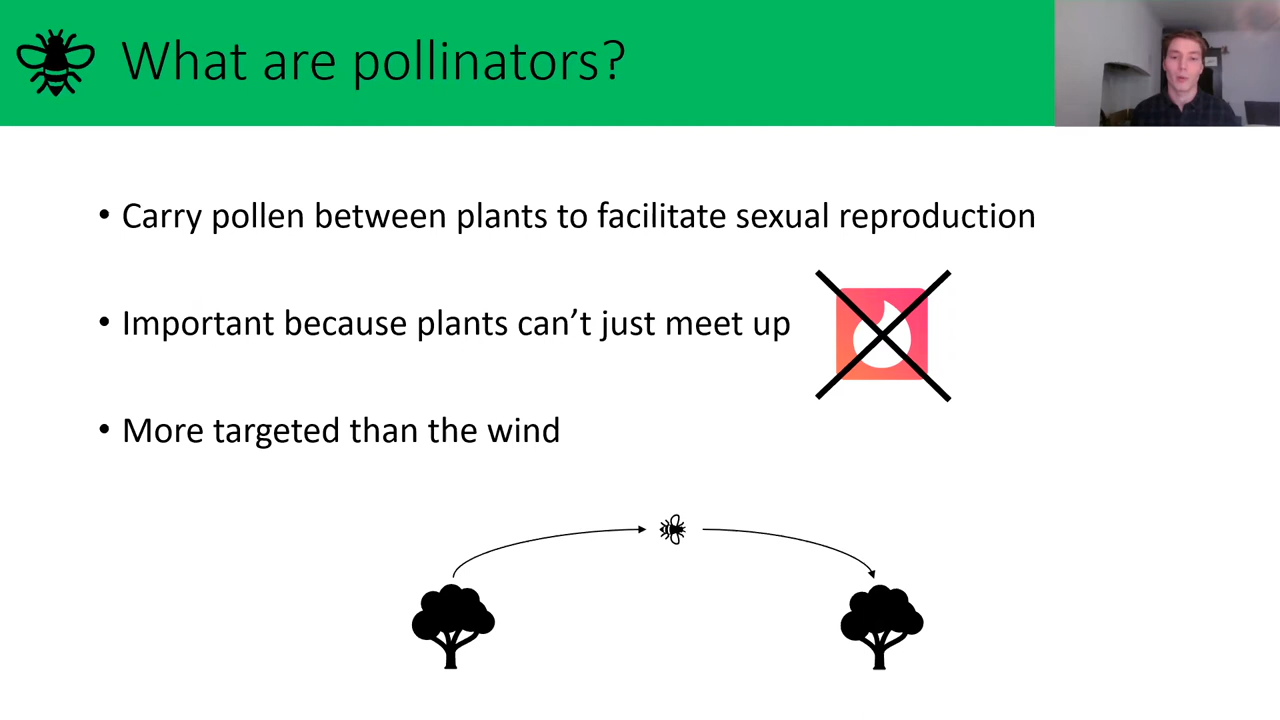 What are pollinators?
• Carry pollen between plants to facilitate sexual reproduction
• Important because plants can’t just meet up
• More targeted than the wind